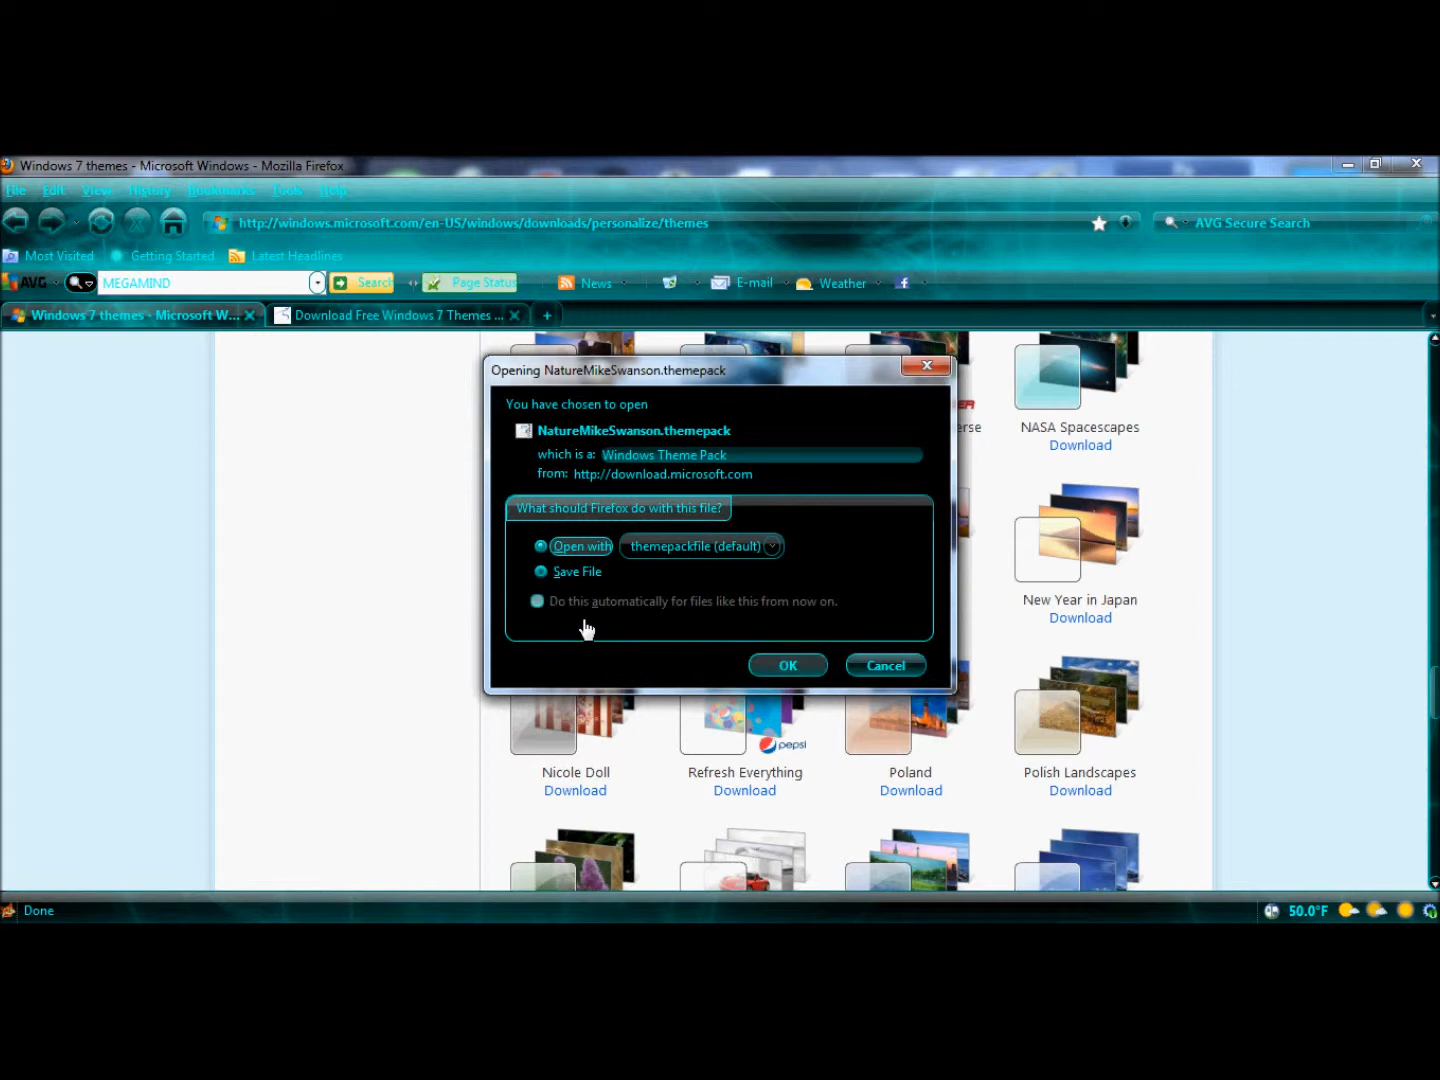 Windows 7 themes - Microsoft Windows - Mozilla Firefox
File Edit View History Bookmarks Tools Help
http://windows.microsoft.com/en-US/windows/downloads/personalize/themes
AVG Secure Search
Most Visited Getting Started Latest Headlines
AVG MEGAMIND Search Page Status News E-mail Weather
Windows 7 themes - Microsoft W... Download Free Windows 7 Themes ...
Opening NatureMikeSwanson.themepack
You have chosen to open
NatureMikeSwanson.themepack
which is a: Windows Theme Pack
from: http://download.microsoft.com
What should Firefox do with this file?
Open with themepackfile (default)
Save File
Do this automatically for files like this from now on.
OK Cancel
NASA Spacescapes
Download
New Year in Japan
Download
pepsi
Nicole Doll Refresh Everything Poland Polish Landscapes
Download Download Download Download
Done 50.0°F